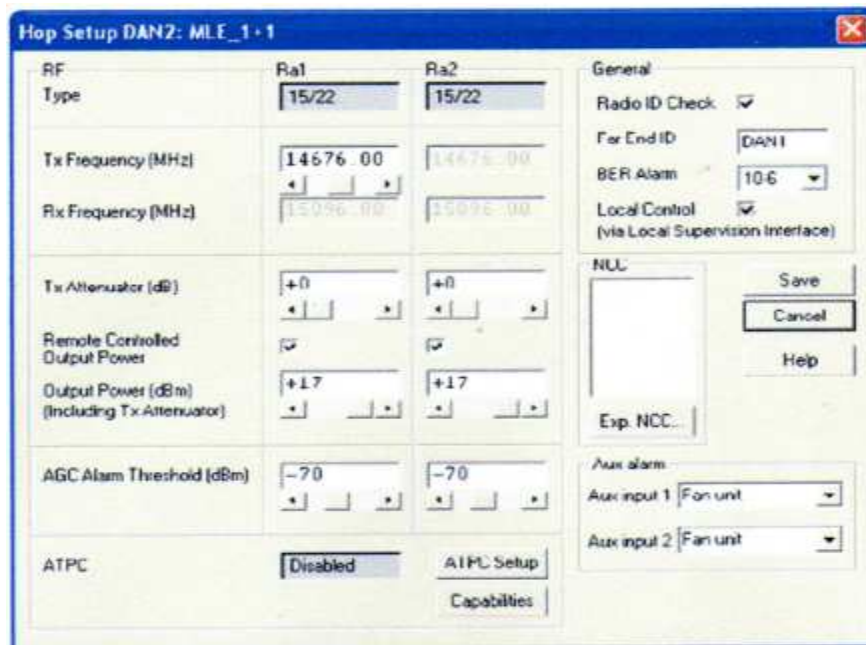 Hop Setup DAN2: MLE_1+1
RF Ra1 Ra2
Type 15/22 15/22
Tx Frequency (MHz) 14676.00 14676.00
Rx Frequency (MHz) 15096.00 15096.00
Tx Attenuator (dB) +0 +0
Remote Controlled
Output Power
Output Power (dBm) +17 +17
(Including Tx Attenuator)
AGC Alarm Threshold (dBm) -70 -70
ATPC Disabled ATPC Setup
Capabilities
General
Radio ID Check
Far End ID DAN1
BER Alarm 10-6
Local Control
(via Local Supervision Interface)
NCC
Exp. NCC...
Save
Cancel
Help
Aux alarm
Aux input 1 Fan unit
Aux input 2 Fan unit